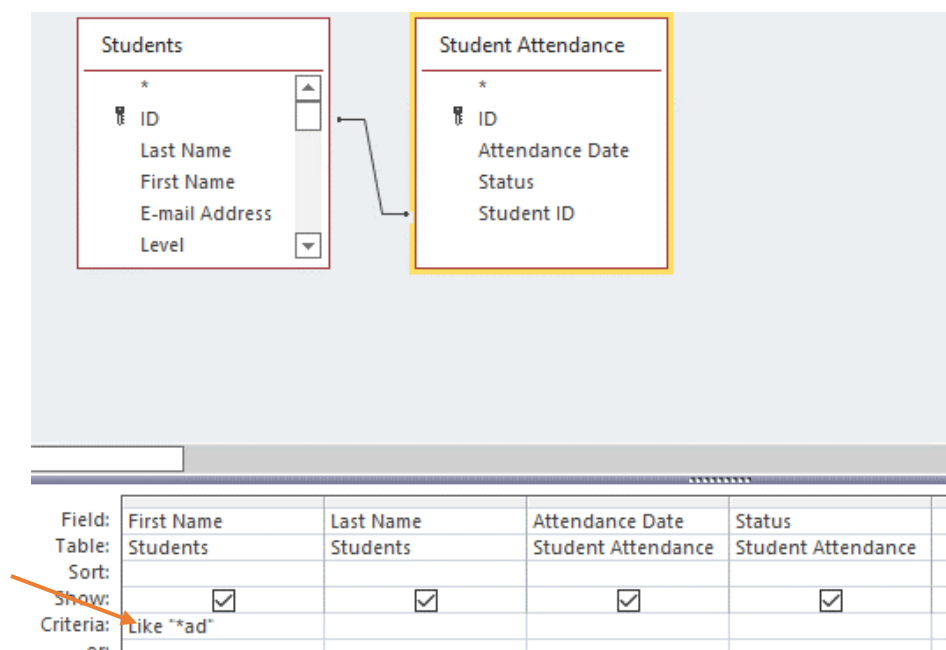 Students
*
ID
Last Name
First Name
E-mail Address
Level
Student Attendance
*
ID
Attendance Date
Status
Student ID
Field: First Name Last Name Attendance Date Status
Table: Students Students Student Attendance Student Attendance
Sort:
Show:
Criteria: Like "*ad"
or: